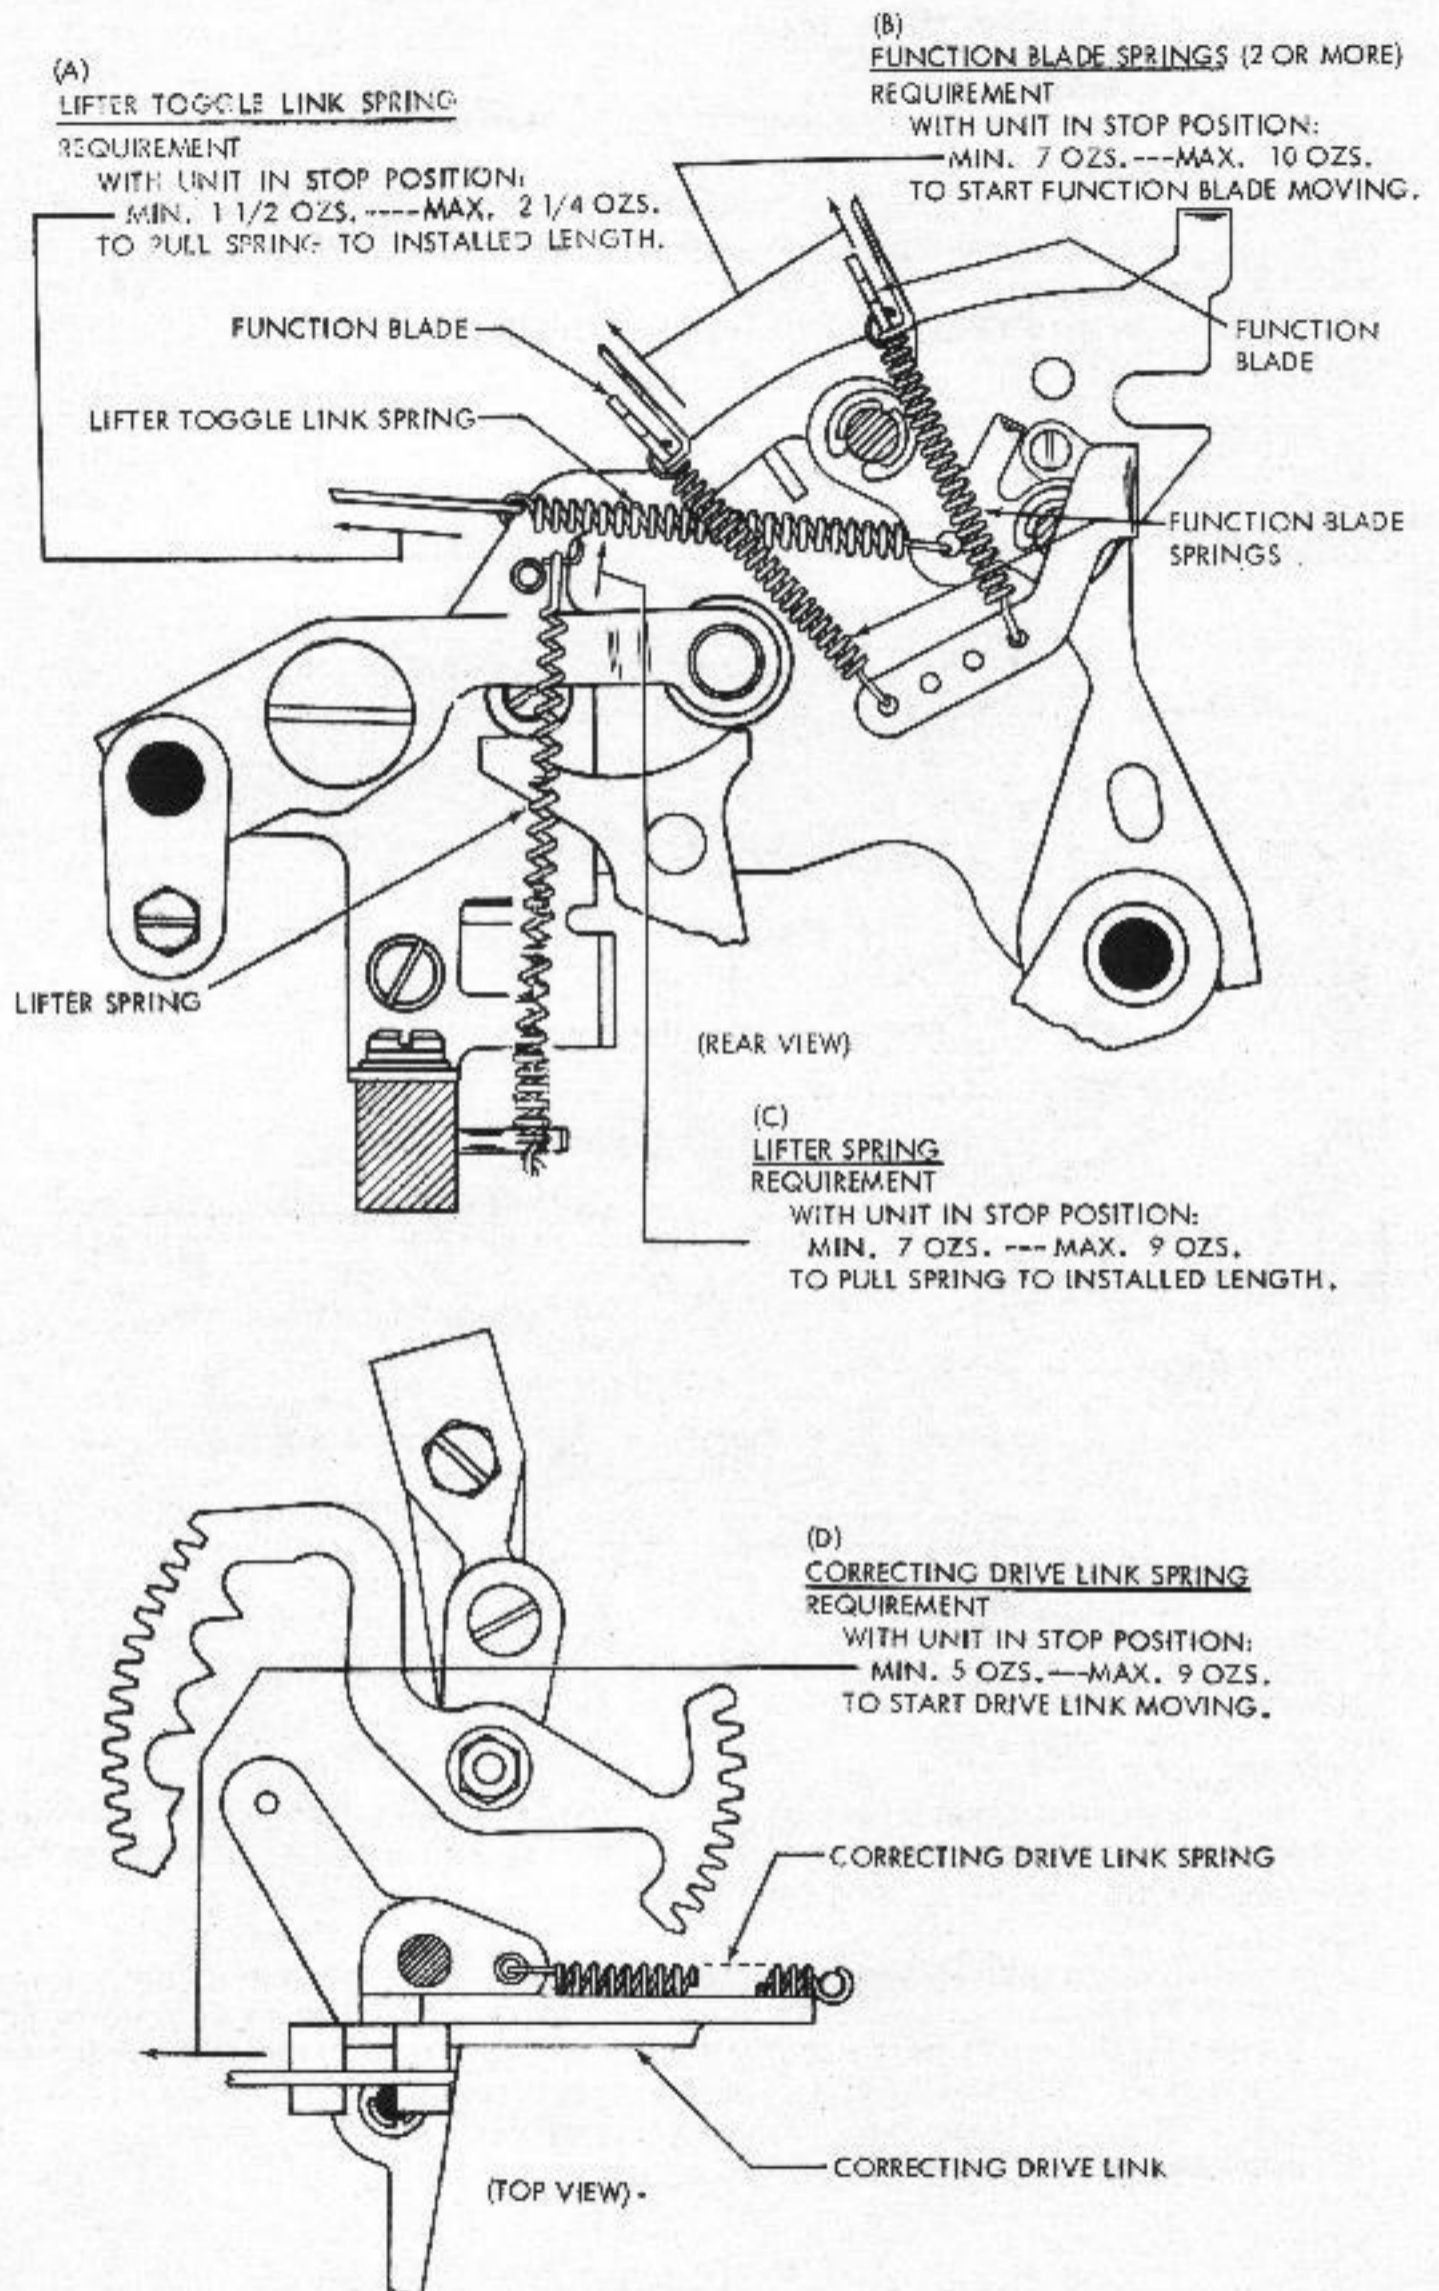 (A)
LIFTER TOGGLE LINK SPRING
REQUIREMENT
WITH UNIT IN STOP POSITION:
MIN. 1 1/2 OZS. ----MAX. 2 1/4 OZS.
TO PULL SPRING TO INSTALLED LENGTH.
(B)
FUNCTION BLADE SPRINGS (2 OR MORE)
REQUIREMENT
WITH UNIT IN STOP POSITION:
MIN. 7 OZS.---MAX. 10 OZS.
TO START FUNCTION BLADE MOVING.
FUNCTION BLADE
FUNCTION
BLADE
LIFTER TOGGLE LINK SPRING
FUNCTION BLADE
SPRINGS
LIFTER SPRING
(REAR VIEW)
(C)
LIFTER SPRING
REQUIREMENT
WITH UNIT IN STOP POSITION:
MIN. 7 OZS. ---MAX. 9 OZS.
TO PULL SPRING TO INSTALLED LENGTH.
(D)
CORRECTING DRIVE LINK SPRING
REQUIREMENT
WITH UNIT IN STOP POSITION:
MIN. 5 OZS.---MAX. 9 OZS.
TO START DRIVE LINK MOVING.
CORRECTING DRIVE LINK SPRING
CORRECTING DRIVE LINK
(TOP VIEW).